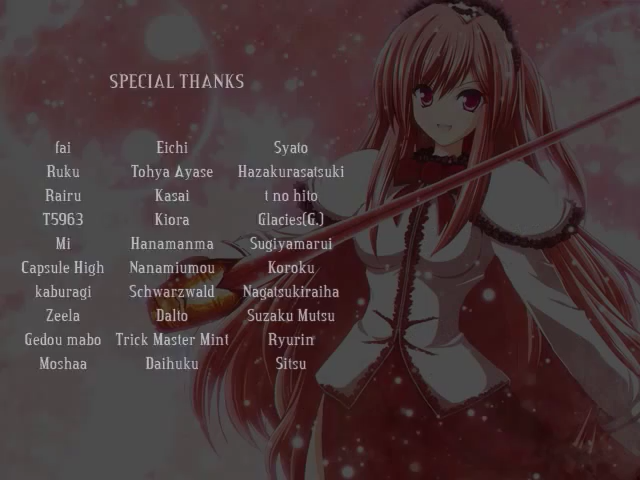 SPECIAL THANKS
fai Eichi Syato
Ruku Tohya Ayase Hazakurasatsuki
Rairu Kasai t no hito
T5963 Kiora Glacies(G.)
Mi Hanamanma Sugiyamarui
Capsule High Nanamiumou Koroku
kaburagi Schwarzwald Nagatsukiraiha
Zeela Dalto Suzaku Mutsu
Gedou mabo Trick Master Mint Ryurin
Moshaa Daihuku Sitsu